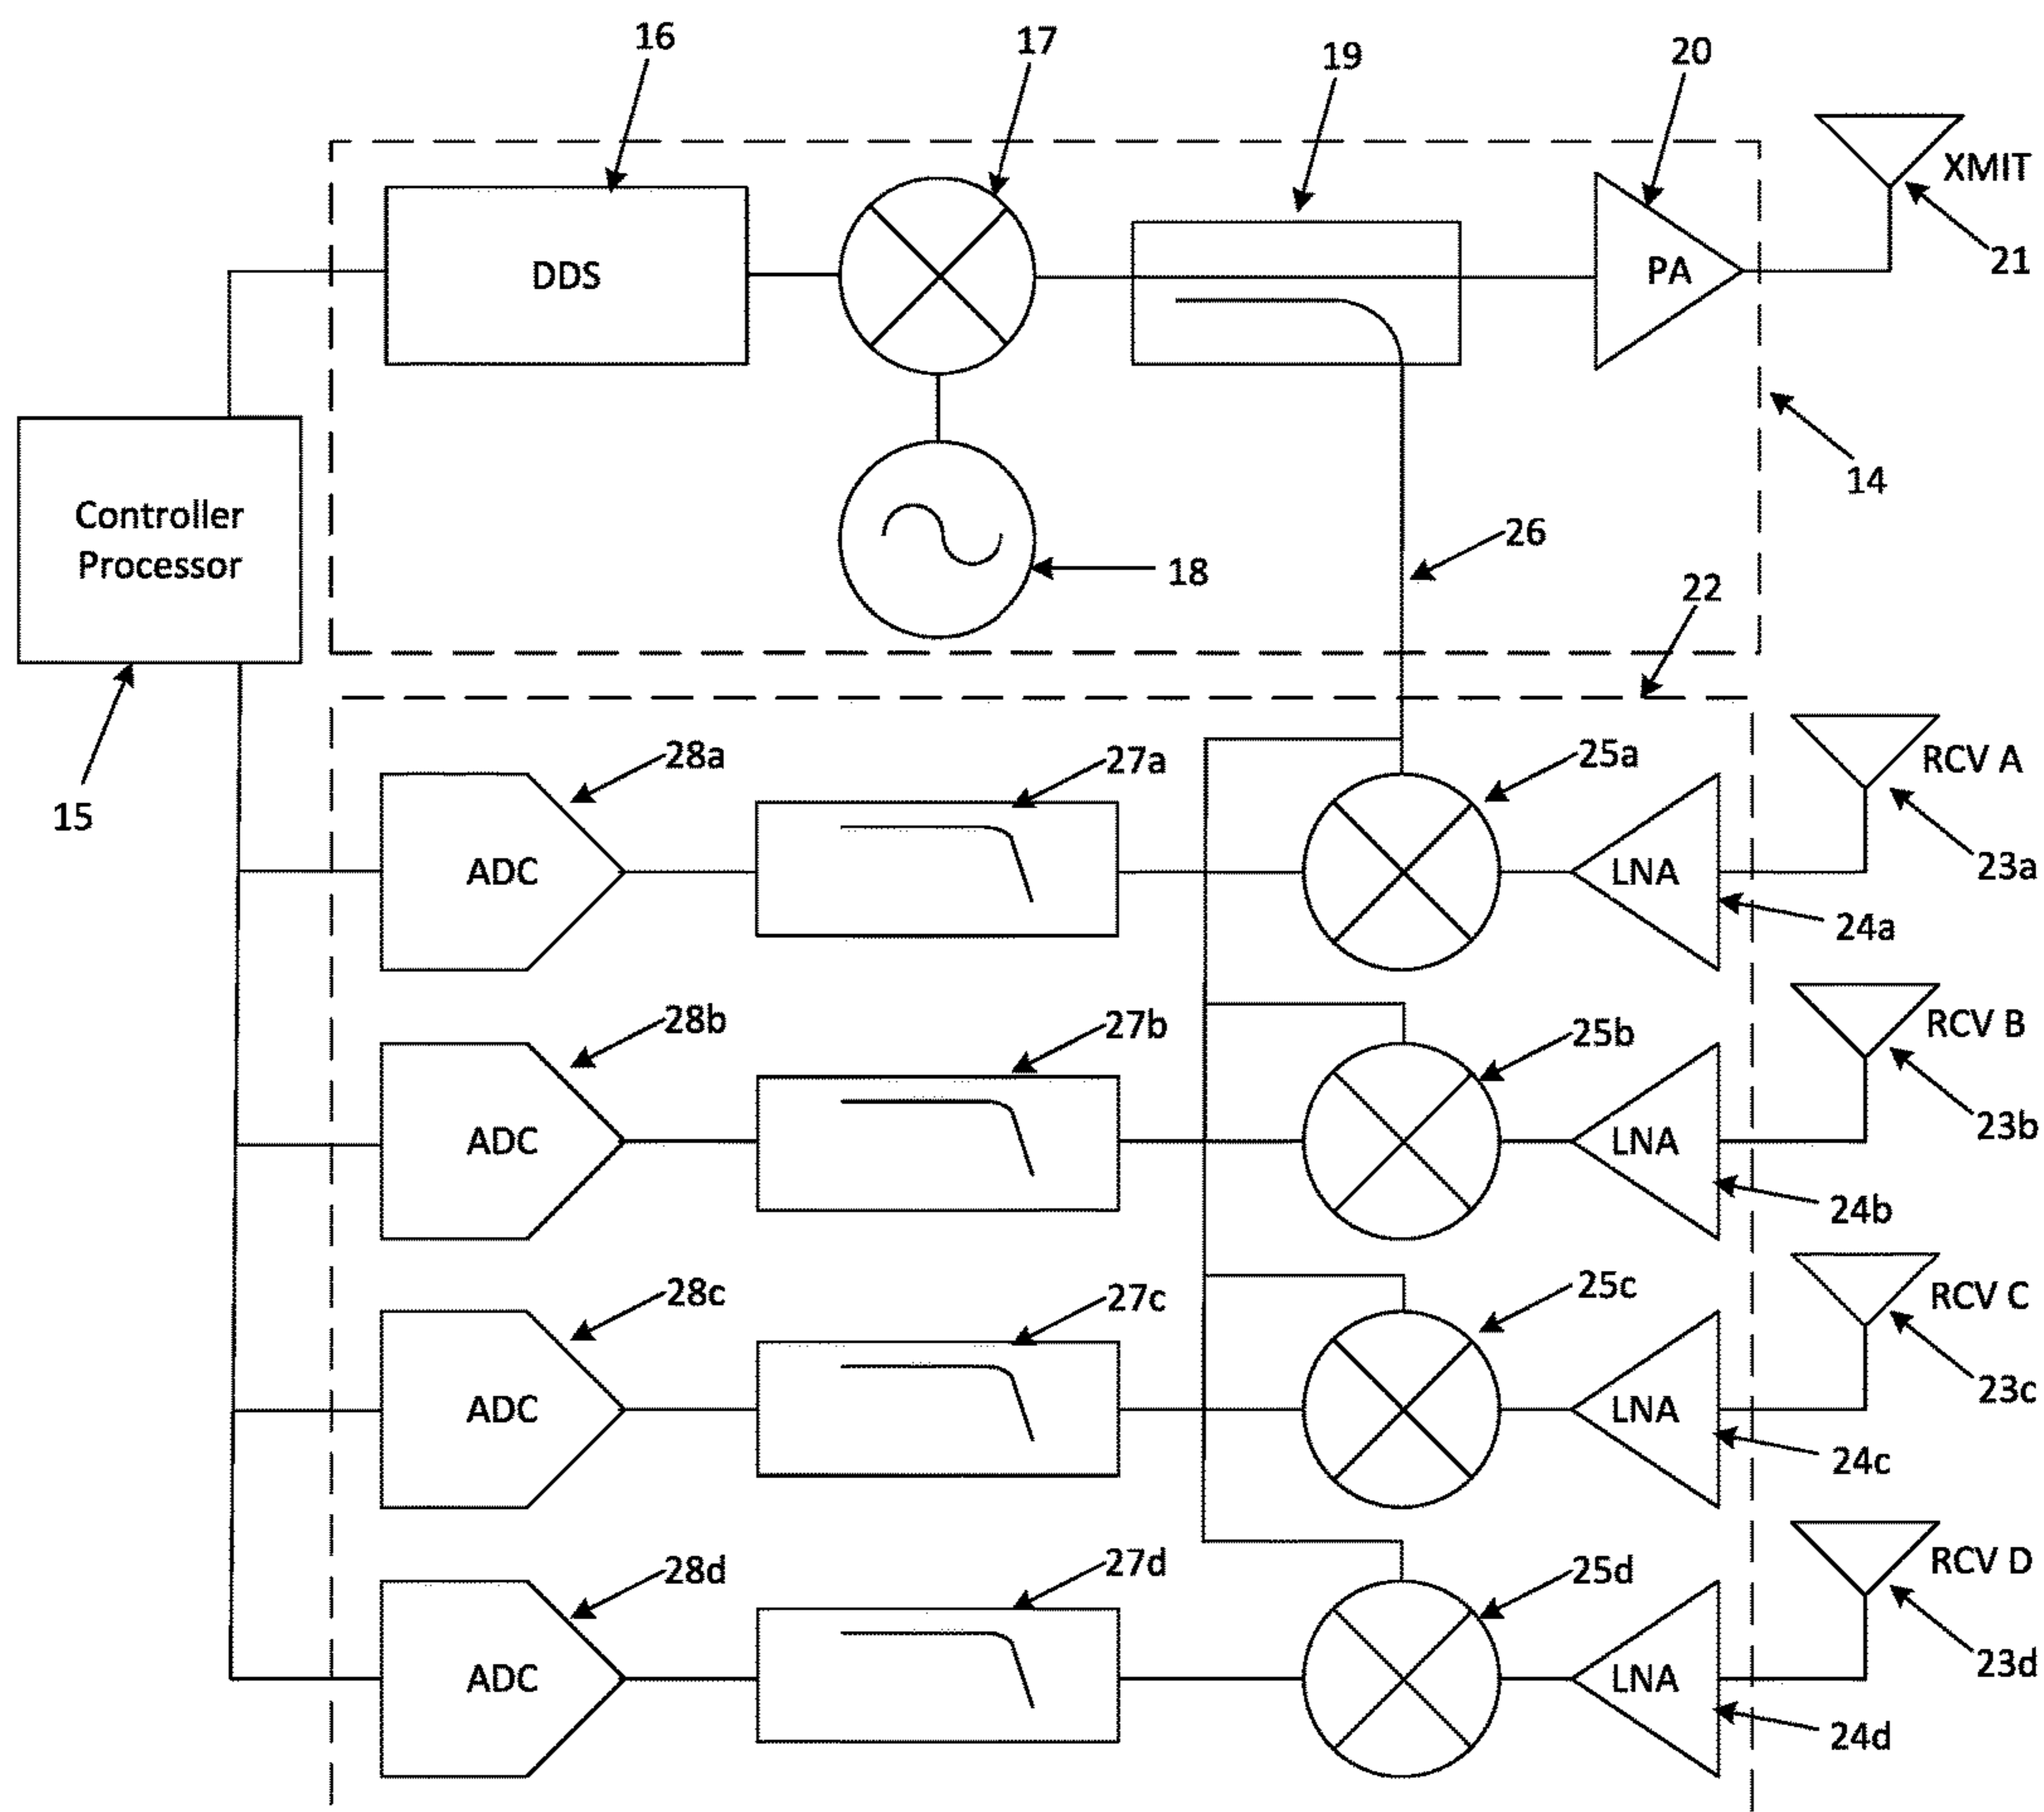 16
17
19
20
XMIT
21
DDS
PA
14
Controller
Processor
15
18
26
22
28a
27a
25a
RCV A
23a
ADC
LNA
24a
28b
27b
25b
RCV B
23b
ADC
LNA
24b
28c
27c
25c
RCV C
23c
ADC
LNA
24c
28d
27d
25d
RCV D
23d
ADC
LNA
24d